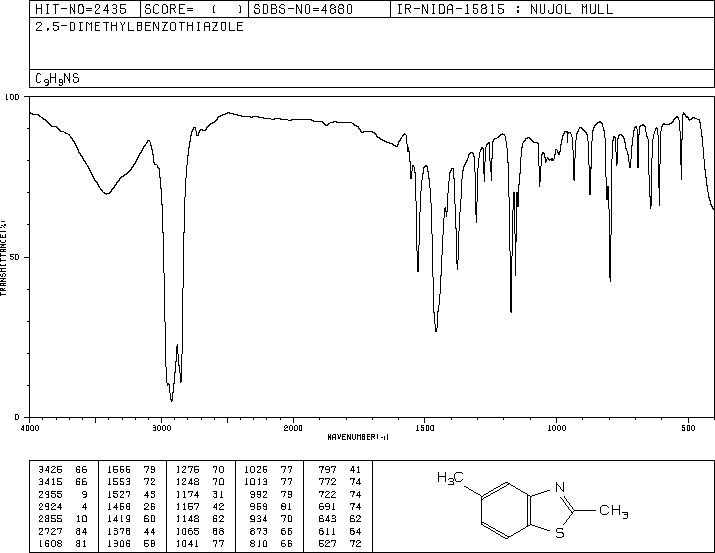 HIT-NO=2435 SCORE= ( ) SDBS-NO=4880 IR-NIDA-15815 : NUJOL MULL
2,5-DIMETHYLBENZOTHIAZOLE
C9H9NS
100
50
0
TRANSMITTANCE(%)
4000 3000 2000 1500 1000 500
WAVENUMBER(-1)
3425 66 1566 79 1275 70 1026 77 797 41
3415 66 1553 72 1248 70 1013 77 772 74
2955 9 1527 43 1174 31 992 79 722 74
2924 4 1458 26 1157 42 969 81 691 74
2855 10 1419 60 1148 62 934 70 643 62
2727 84 1378 44 1065 68 873 66 611 64
1608 81 1306 58 1041 77 810 66 527 72
H3C
N
CH3
S